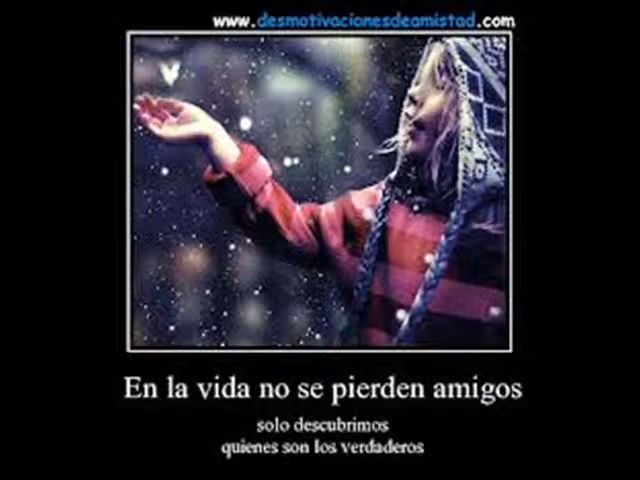 www.desmotivacionesdeamistad.com
En la vida no se pierden amigos
solo descubrimos
quienes son los verdaderos